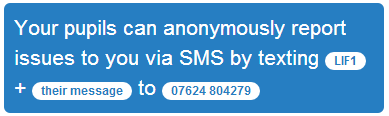 Your pupils can anonymously report
issues to you via SMS by texting LIF1
+ their message to 07624 804279